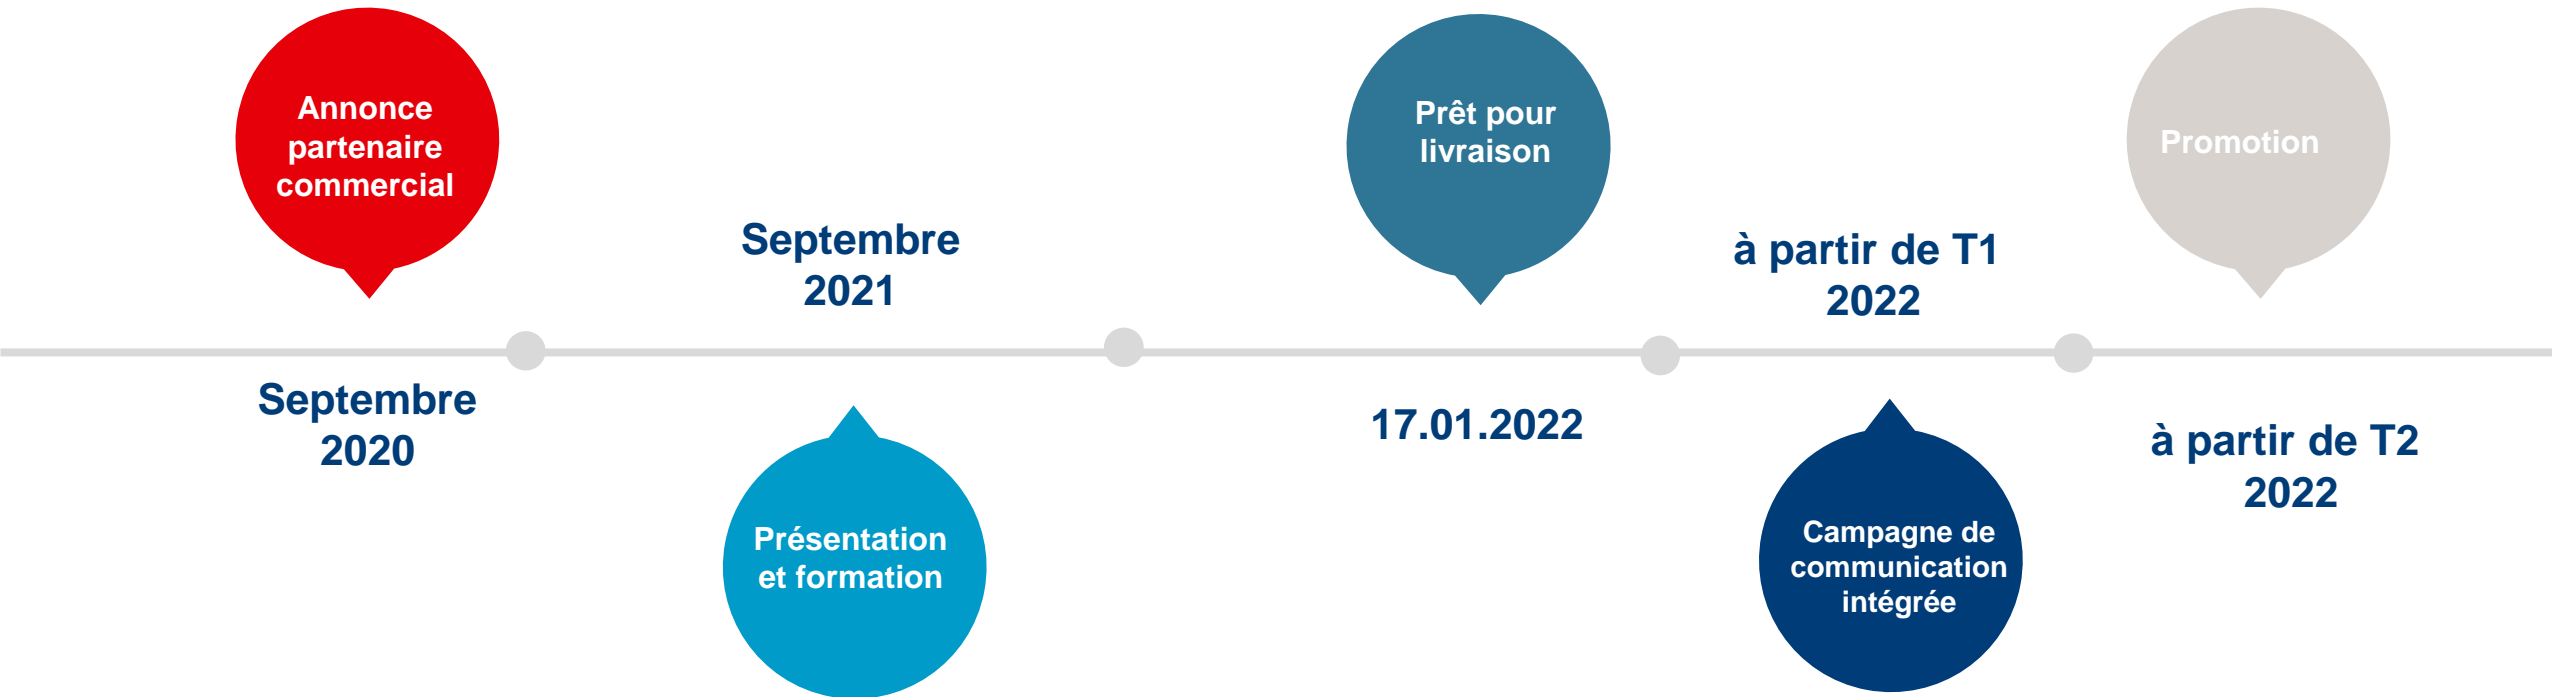 Annonce
partenaire
commercial
Septembre
2020
Septembre
2021
Présentation
et formation
Prêt pour
livraison
17.01.2022
à partir de T1
2022
Campagne de
communication
intégrée
Promotion
à partir de T2
2022